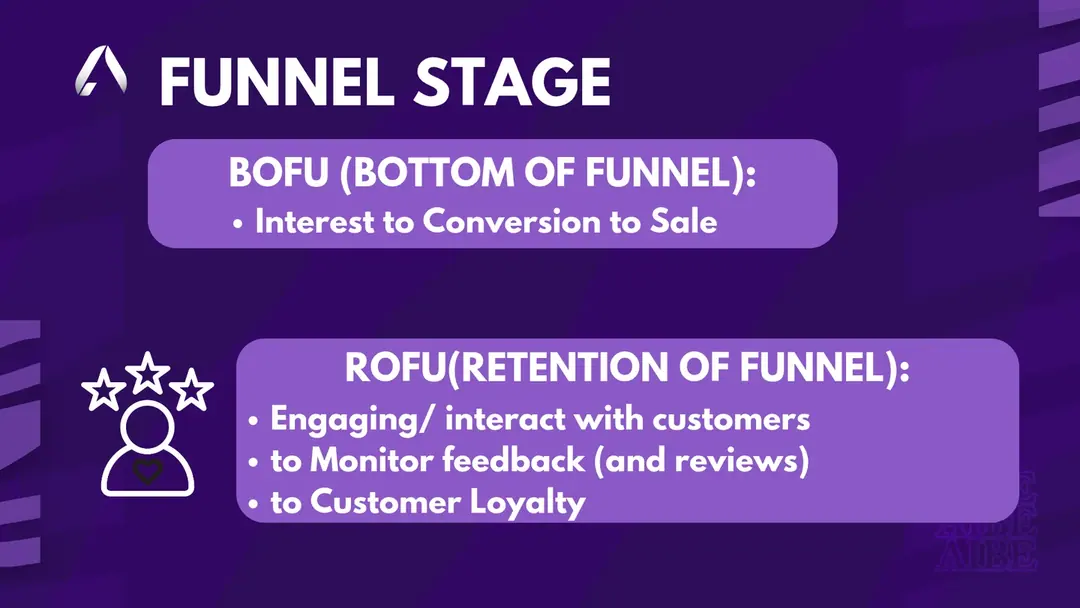 FUNNEL STAGE
BOFU (BOTTOM OF FUNNEL):
• Interest to Conversion to Sale
ROFU(RETENTION OF FUNNEL):
• Engaging/ interact with customers
• to Monitor feedback (and reviews)
• to Customer Loyalty